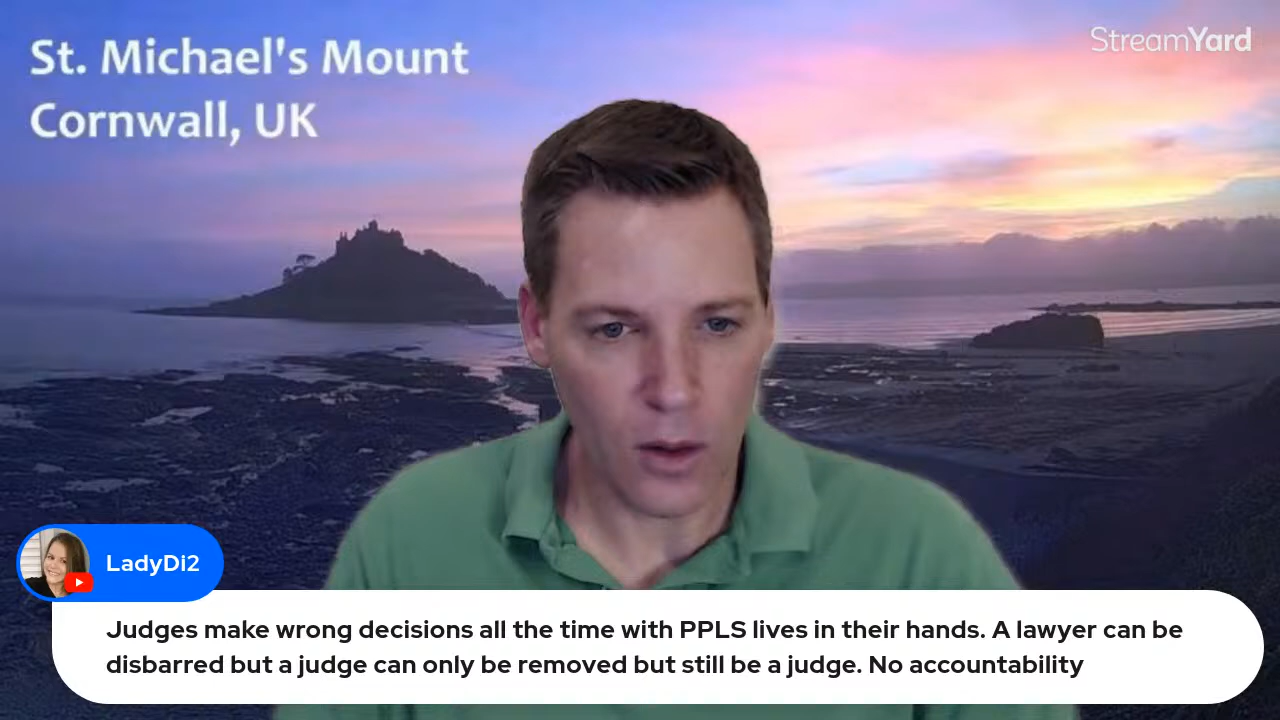 St. Michael's Mount
Cornwall, UK
StreamYard
LadyDi2
Judges make wrong decisions all the time with PPLS lives in their hands. A lawyer can be
disbarred but a judge can only be removed but still be a judge. No accountability